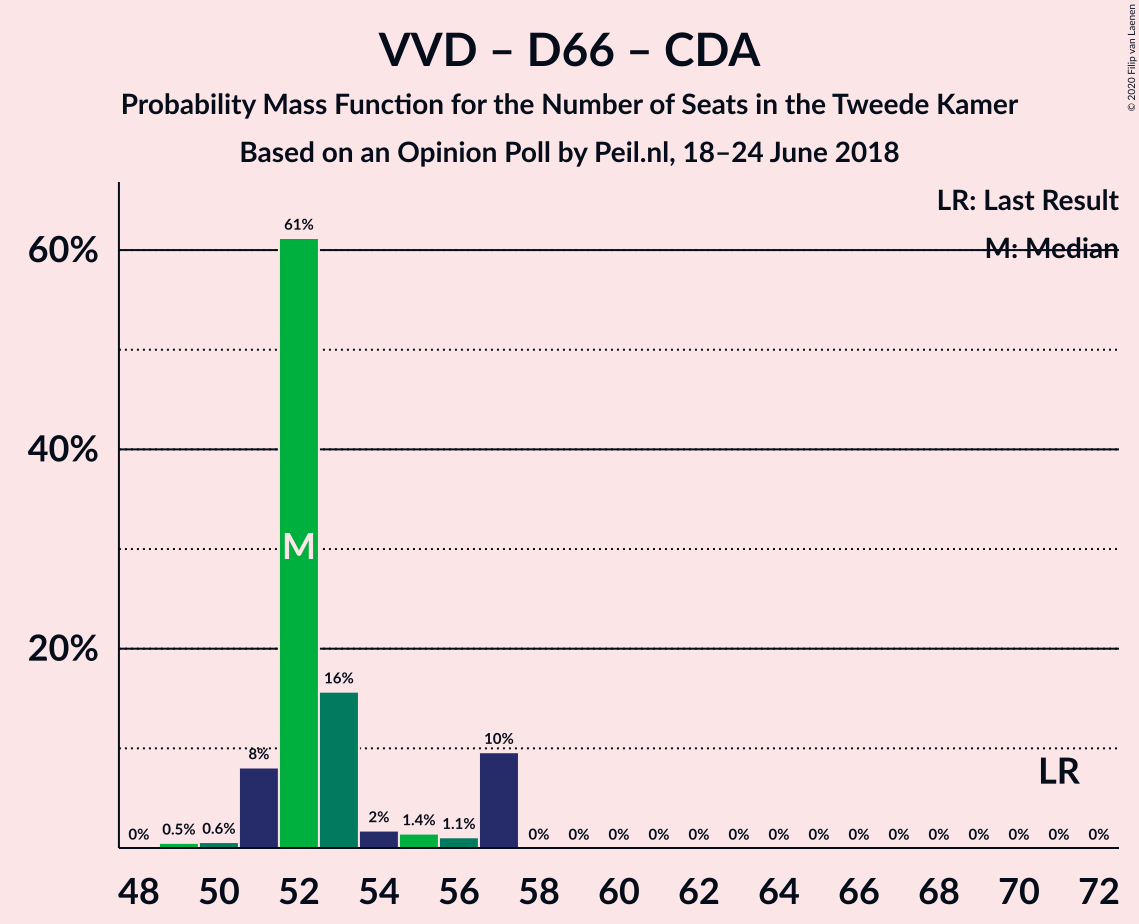 VVD – D66 – CDA
Probability Mass Function for the Number of Seats in the Tweede Kamer
Based on an Opinion Poll by Peil.nl, 18–24 June 2018
© 2020 Filip van Laenen
LR: Last Result
M: Median
60%
40%
20%
0% 0.5% 0.6% 8% 61% 16% 2% 1.4% 1.1% 10% 0% 0% 0% 0% 0% 0% 0% 0% 0% 0% 0% 0% 0% 0% 0%
M
LR
48 50 52 54 56 58 60 62 64 66 68 70 72